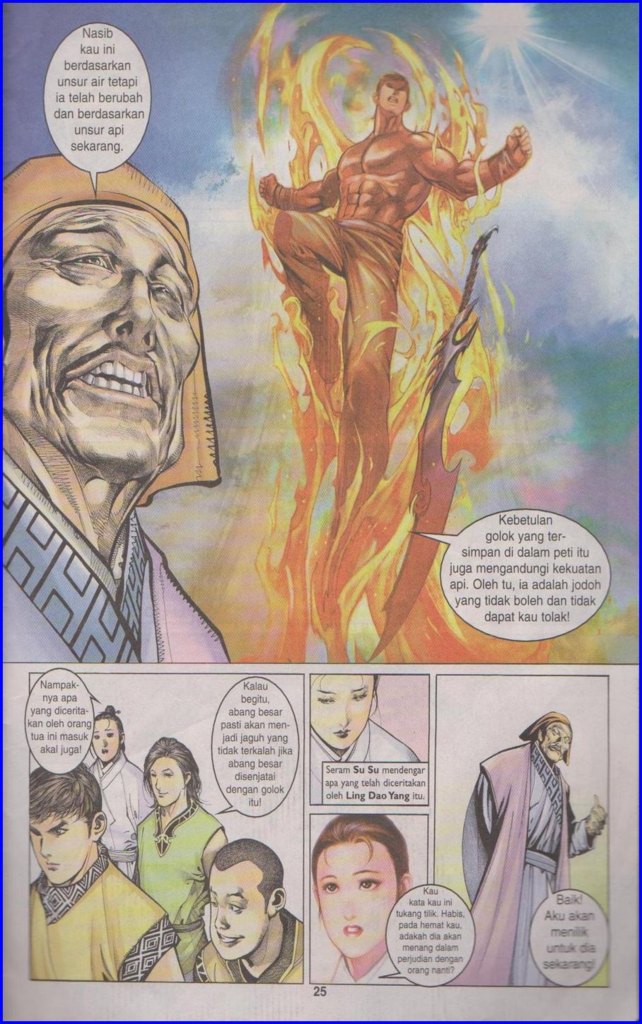 Nasib
kau ini
berdasarkan
unsur air tetapi
ia telah berubah
dan berdasarkan
unsur api
sekarang.
Kebetulan
golok yang ter-
simpan di dalam peti itu
juga mengandungi kekuatan
api. Oleh tu, ia adalah jodoh
yang tidak boleh dan tidak
dapat kau tolak!
Nampak-
nya apa
yang dicerita-
kan oleh orang
tua ini masuk
akal juga!
Kalau
begitu,
abang besar
pasti akan men-
jadi jaguh yang
tidak terkalah jika
abang besar
disenjatai
dengan golok
itu!
Seram Su Su mendengar
apa yang telah diceritakan
oleh Ling Dao Yang itu.
Kau
kata kau ini
tukang tilik. Habis,
pada hemat kau,
adakah dia akan
menang dalam
perjudian dengan
orang nanti?
Baik!
Aku akan
menilik
untuk dia
sekarang!
25